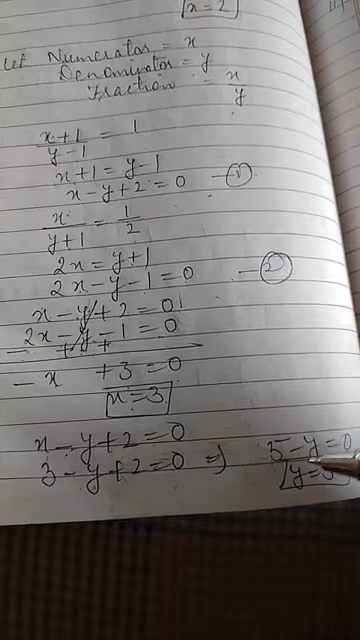 x = 2
Let Numerator = x
Denominator = y
Fraction = x/y
x+1/y-1 = 1
x+1 = y-1
x-y+2=0 —①
x/y+1 = 1/2
2x = y+1
2x-y-1=0 —②
x-y+2=0
2x-y-1=0
- + +
-x +3=0
x=3
x-y+2=0
3-y+2=0 ⇒ 5-y=0
y=5